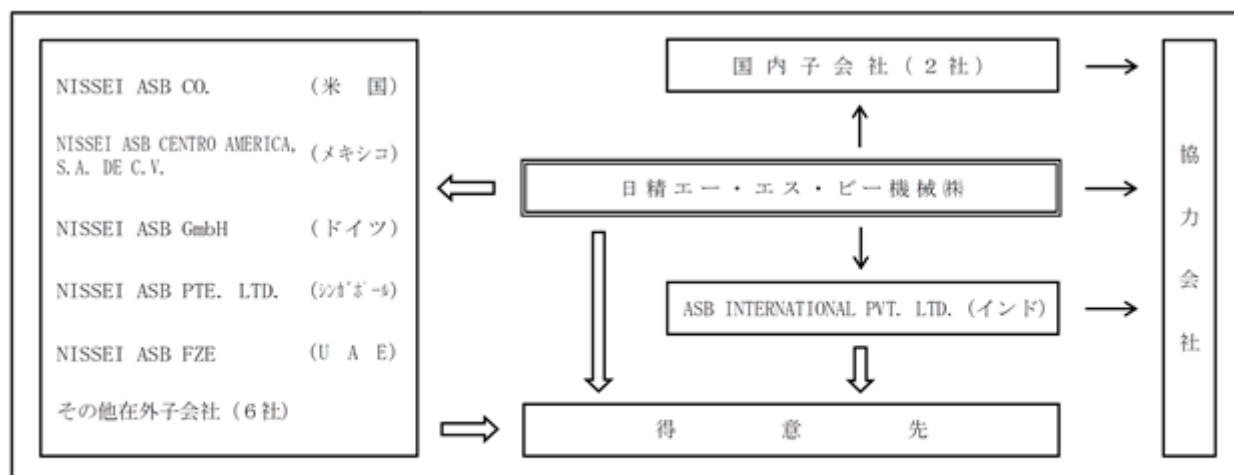 NISSEI ASB CO. (米 国)
NISSEI ASB CENTRO AMERICA, S.A. DE C.V. (メキシコ)
NISSEI ASB GmbH (ドイツ)
NISSEI ASB PTE. LTD. (ｼﾝｶﾞﾎﾟｰﾙ)
NISSEI ASB FZE (U A E)
その他在外子会社 (6社)
国 内 子 会 社 ( 2 社 )
日 精 エ ー ・ エ ス ・ ビ ー 機 械 ㈱
ASB INTERNATIONAL PVT. LTD. (インド)
得 意 先
協 力 会 社